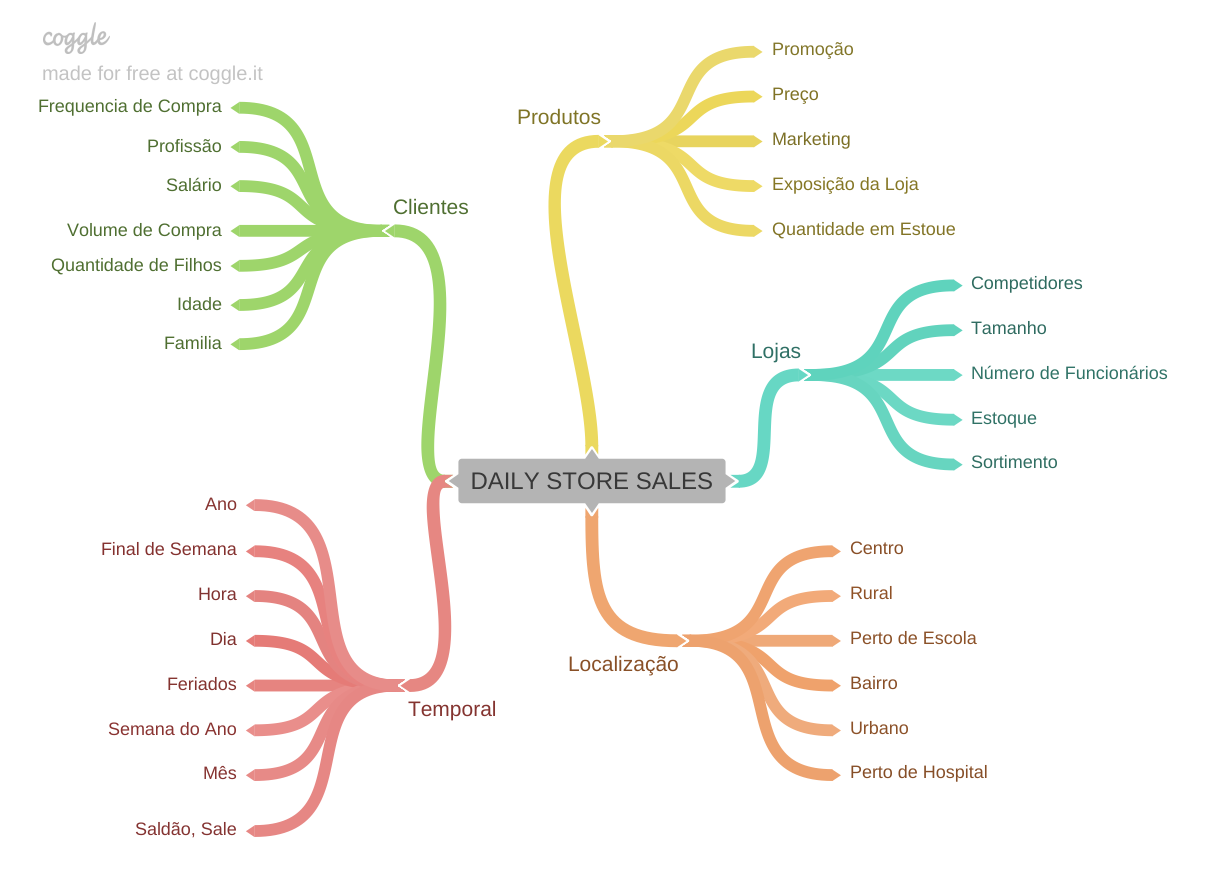 coggle
made for free at coggle.it
Clientes
Frequencia de Compra
Profissão
Salário
Volume de Compra
Quantidade de Filhos
Idade
Familia
Produtos
Promoção
Preço
Marketing
Exposição da Loja
Quantidade em Estoue
Lojas
Competidores
Tamanho
Número de Funcionários
Estoque
Sortimento
DAILY STORE SALES
Temporal
Ano
Final de Semana
Hora
Dia
Feriados
Semana do Ano
Mês
Saldão, Sale
Localização
Centro
Rural
Perto de Escola
Bairro
Urbano
Perto de Hospital